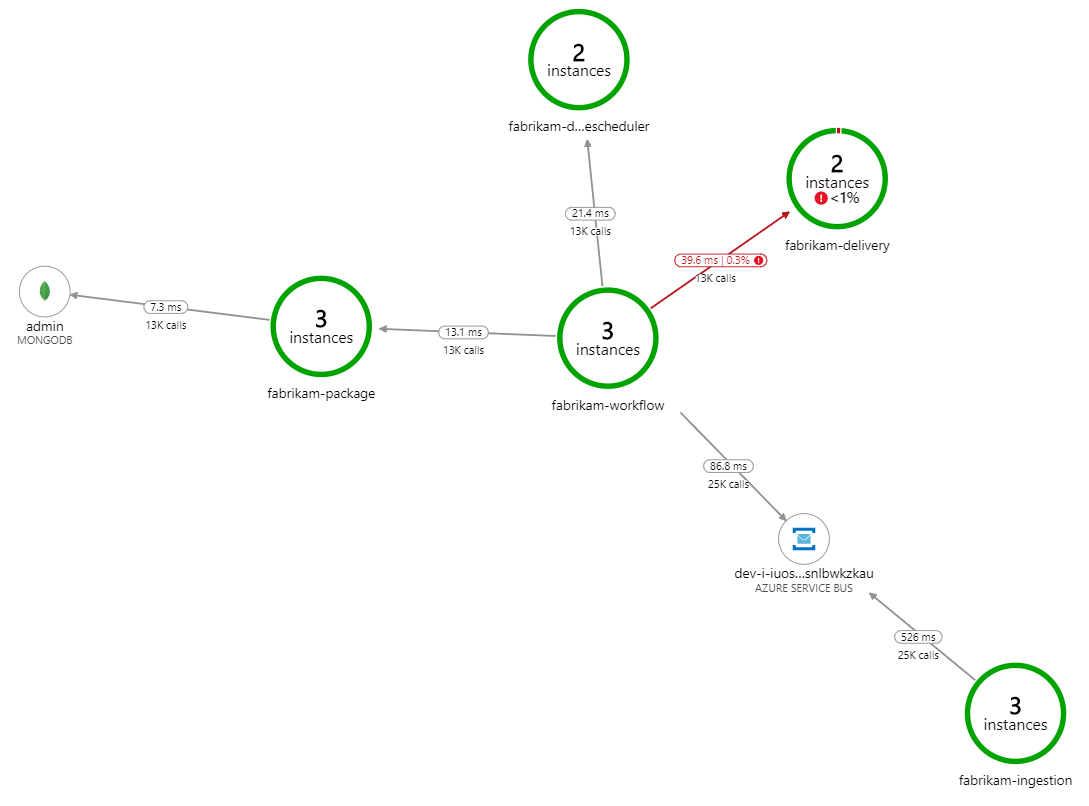 2
instances
fabrikam-d...escheduler
2
instances
<1%
fabrikam-delivery
21.4 ms
13K calls
39.6 ms | 0.3%
13K calls
admin
MONGODB
7.3 ms
13K calls
3
instances
fabrikam-package
13.1 ms
13K calls
3
instances
fabrikam-workflow
86.8 ms
25K calls
dev-i-iuos...snlbwkzkau
AZURE SERVICE BUS
526 ms
25K calls
3
instances
fabrikam-ingestion